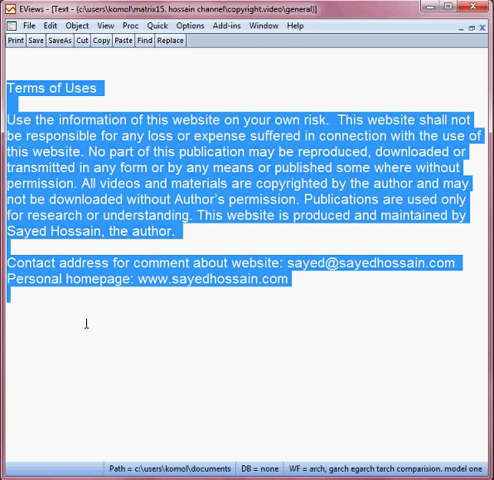 EViews - [Text - (c:\users\komol\matrix15. hossain channel\copyright.video\general)]
File Edit Object View Proc Quick Options Add-ins Window Help
Print Save SaveAs Cut Copy Paste Find Replace
Terms of Uses
Use the information of this website on your own risk. This website shall not
be responsible for any loss or expense suffered in connection with the use of
this website. No part of this publication may be reproduced, downloaded or
transmitted in any form or by any means or published some where without
permission. All videos and materials are copyrighted by the author and may
not be downloaded without Author's permission. Publications are used only
for research or understanding. This website is produced and maintained by
Sayed Hossain, the author.
Contact address for comment about website: sayed@sayedhossain.com
Personal homepage: www.sayedhossain.com
Path = c:\users\komol\documents DB = none WF = arch, garch egarch tarch comparision, model one